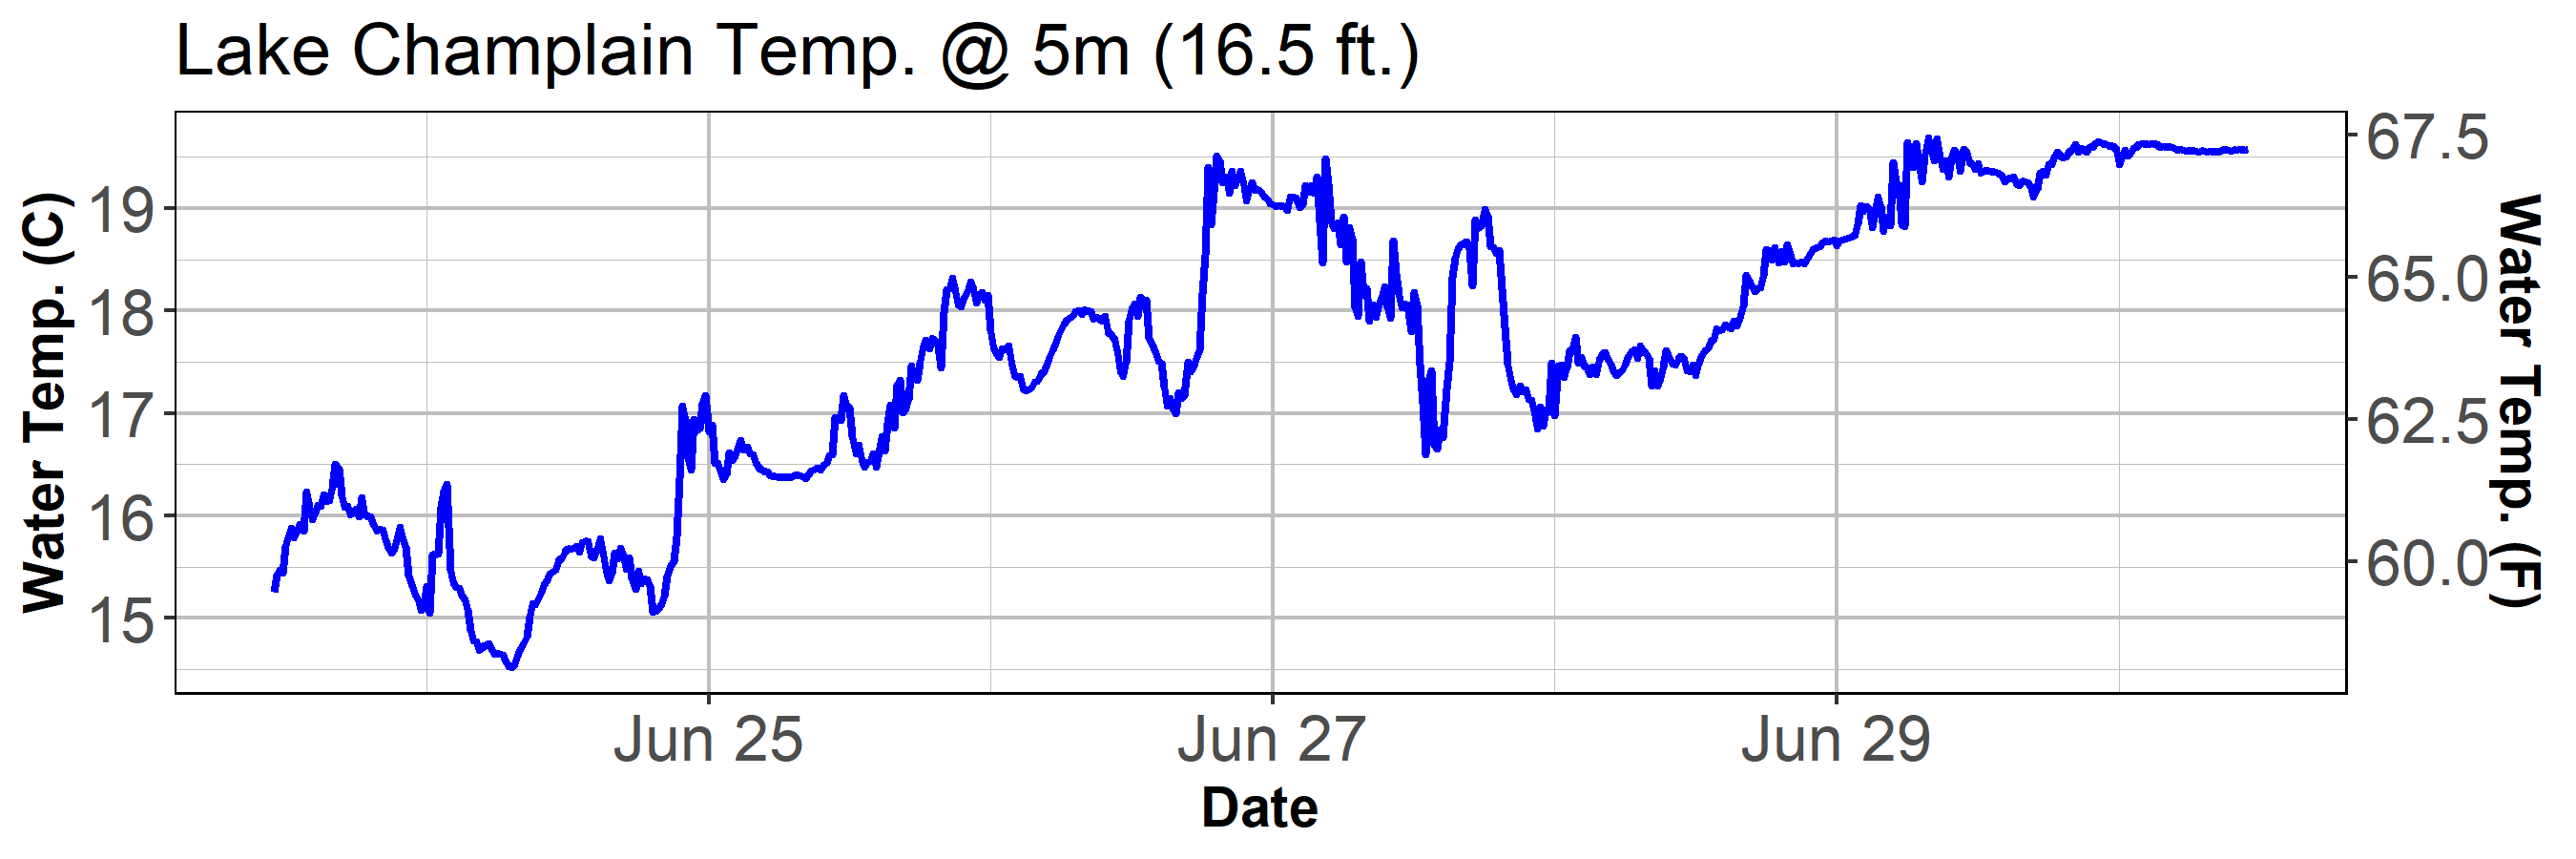 Lake Champlain Temp. @ 5m (16.5 ft.)
Water Temp. (C)
19
18
17
16
15
67.5
65.0
62.5
60.0
Water Temp. (F)
Jun 25 Jun 27 Jun 29
Date